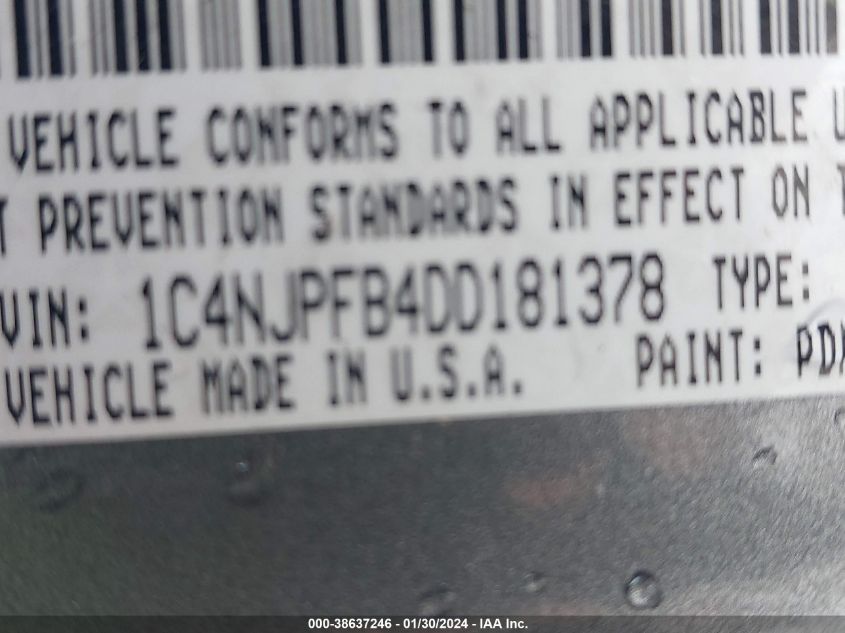 VEHICLE CONFORMS TO ALL APPLICABLE U
T PREVENTION STANDARDS IN EFFECT ON T
VIN: 1C4NJPFB4DD181378 TYPE:
VEHICLE MADE IN U.S.A. PAINT: PDM
000-38637246 - 01/30/2024 - IAA Inc.